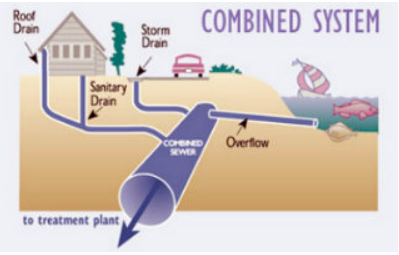 COMBINED SYSTEM
Roof
Drain
Storm
Drain
Sanitary
Drain
COMBINED
SEWER
Overflow
to treatment plant